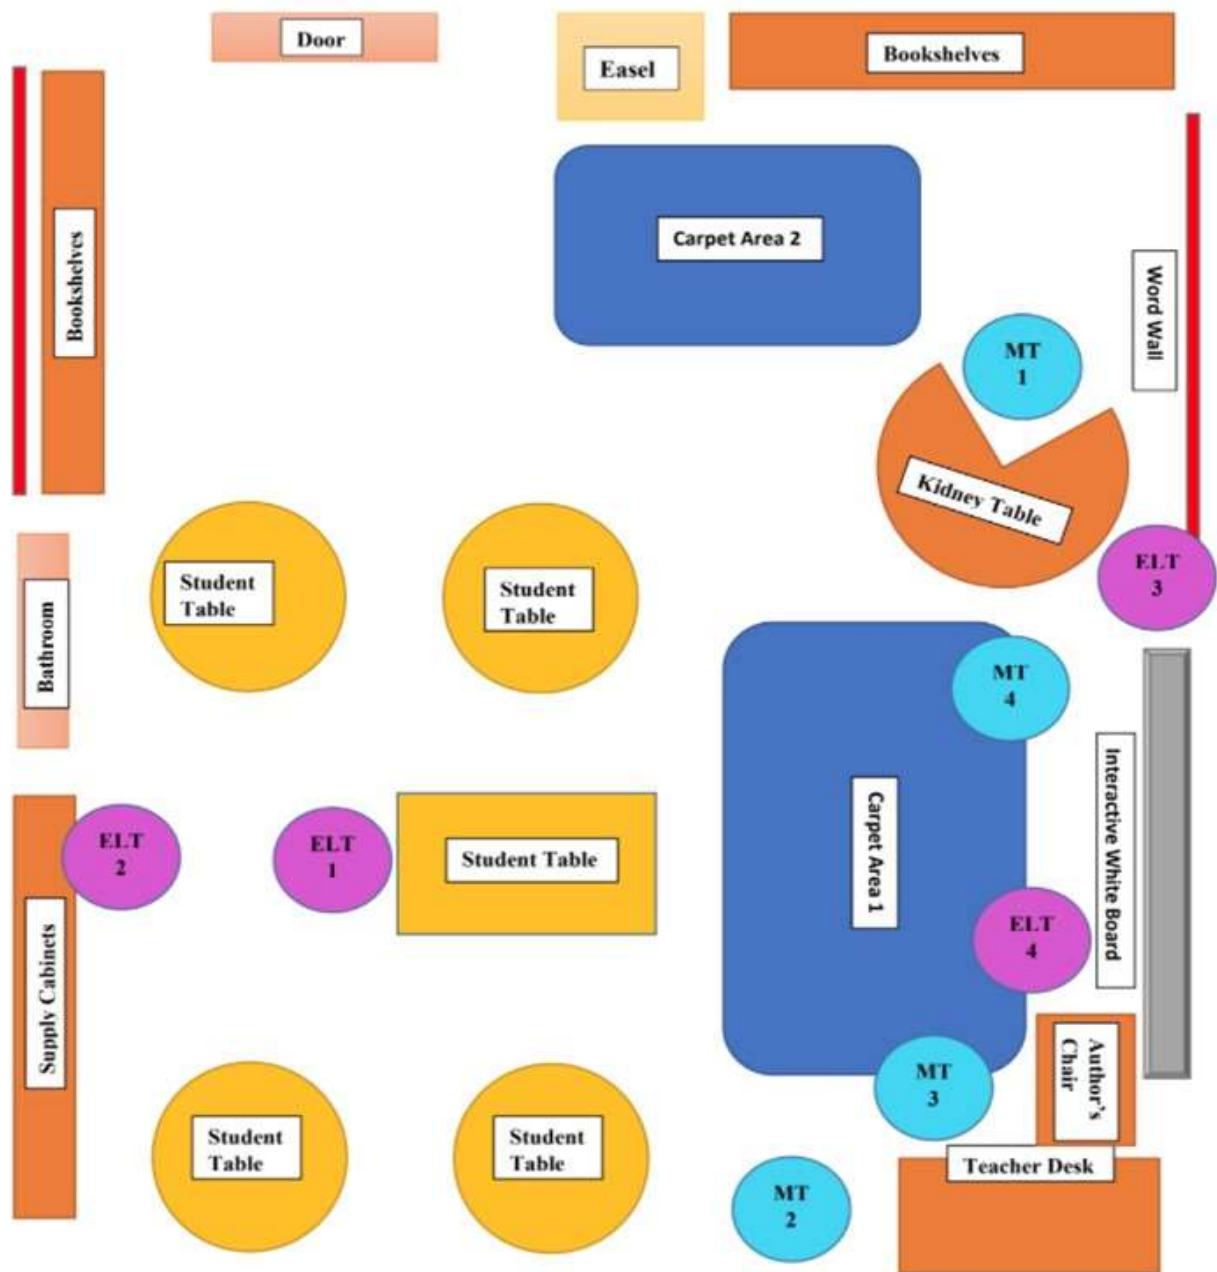 Door
Easel
Bookshelves
Bookshelves
Carpet Area 2
Word Wall
MT
1
Kidney Table
ELT
3
Student
Table
Student
Table
Bathroom
MT
4
Interactive White Board
Carpet Area 1
ELT
2
ELT
1
Student Table
ELT
4
Supply Cabinets
Author's
Chair
MT
3
Student
Table
Student
Table
Teacher Desk
MT
2